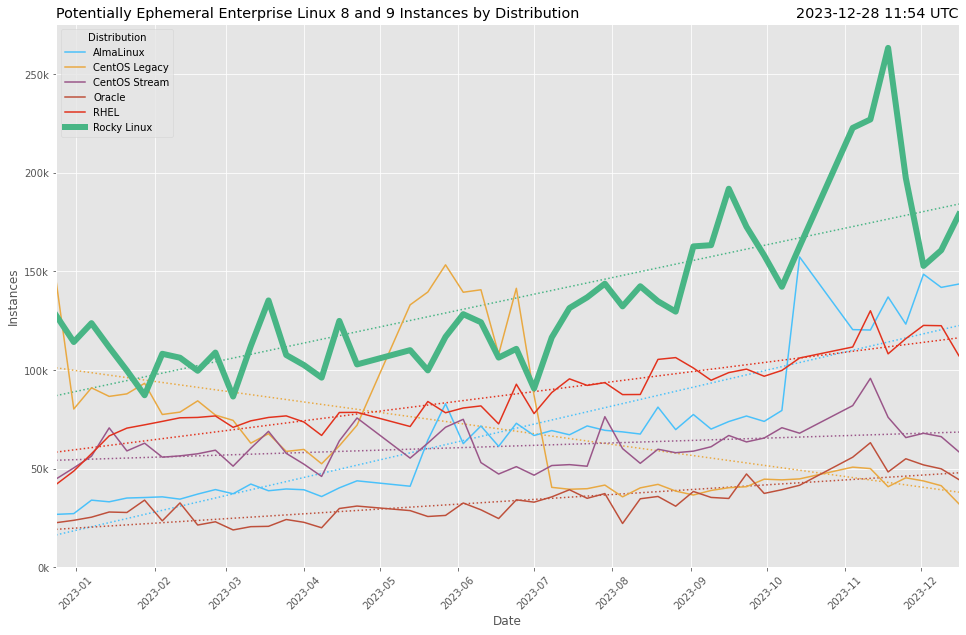 Potentially Ephemeral Enterprise Linux 8 and 9 Instances by Distribution
2023-12-28 11:54 UTC
Distribution
AlmaLinux
CentOS Legacy
CentOS Stream
Oracle
RHEL
Rocky Linux
250k
200k
150k
100k
50k
0k
Instances
2023-01
2023-02
2023-03
2023-04
2023-05
2023-06
2023-07
2023-08
2023-09
2023-10
2023-11
2023-12
Date